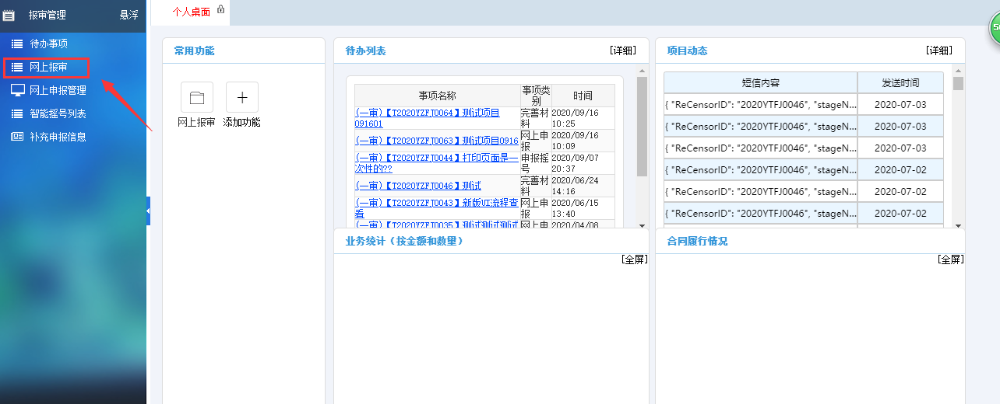 报审管理 悬浮
待办事项
网上报审
网上申报管理
智能摇号列表
补充申报信息
个人桌面
常用功能
网上报审 添加功能
待办列表 [详细]
事项名称 事项类别 时间
(一审)【T2020YZFJ0064】测试项目091601 完善材料 2020/09/16 10:25
(一审)【T2020YZFJ0063】测试项目0916 网上申报 2020/09/16 10:09
(一审)【T2020YZFJ0044】打印页面是一次性的?? 申报摇号 2020/09/07 20:37
(一审)【T2020YZFJ0046】测试 完善材料 2020/06/24 14:16
(一审)【T2020YZFJ0043】新版UI流程查看 网上申报 2020/06/15 13:40
(一审)【T2020YZFJ0035】测试测试测试 网上申 2020/04/08
项目动态 [详细]
短信内容 发送时间
{ "ReCensorID": "2020YTFJ0046", "stageN... 2020-07-03
{ "ReCensorID": "2020YTFJ0046", "stageN... 2020-07-03
{ "ReCensorID": "2020YTFJ0046", "stageN... 2020-07-03
{ "ReCensorID": "2020YTFJ0046", "stageN... 2020-07-02
{ "ReCensorID": "2020YTFJ0046", "stageN... 2020-07-02
{ "ReCensorID": "2020YTFJ0046", "stageN... 2020-07-02
业务统计（按金额和数量）
[全屏]
合同履行情况
[全屏]